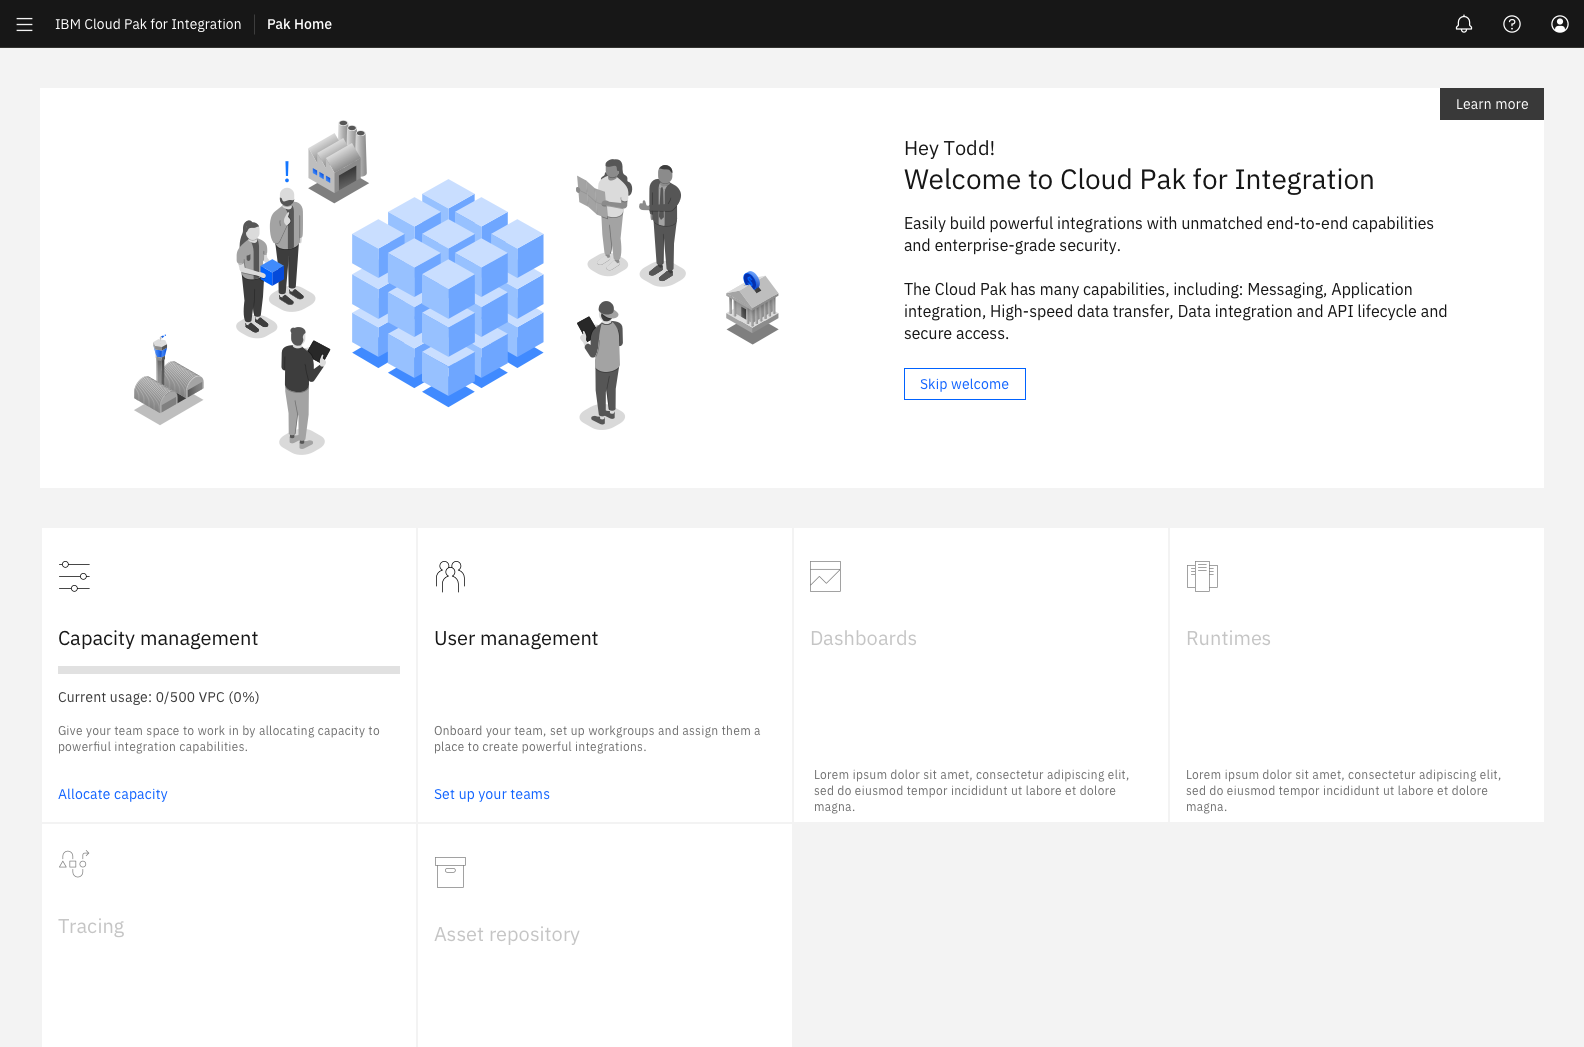 IBM Cloud Pak for Integration
Pak Home
Learn more
Hey Todd!
Welcome to Cloud Pak for Integration
Easily build powerful integrations with unmatched end-to-end capabilities
and enterprise-grade security.
The Cloud Pak has many capabilities, including: Messaging, Application
integration, High-speed data transfer, Data integration and API lifecycle and
secure access.
Skip welcome
Capacity management
Current usage: 0/500 VPC (0%)
Give your team space to work in by allocating capacity to
powerfiul integration capabilities.
Allocate capacity
User management
Onboard your team, set up workgroups and assign them a
place to create powerful integrations.
Set up your teams
Dashboards
Lorem ipsum dolor sit amet, consectetur adipiscing elit,
sed do eiusmod tempor incididunt ut labore et dolore
magna.
Runtimes
Lorem ipsum dolor sit amet, consectetur adipiscing elit,
sed do eiusmod tempor incididunt ut labore et dolore
magna.
Tracing
Asset repository